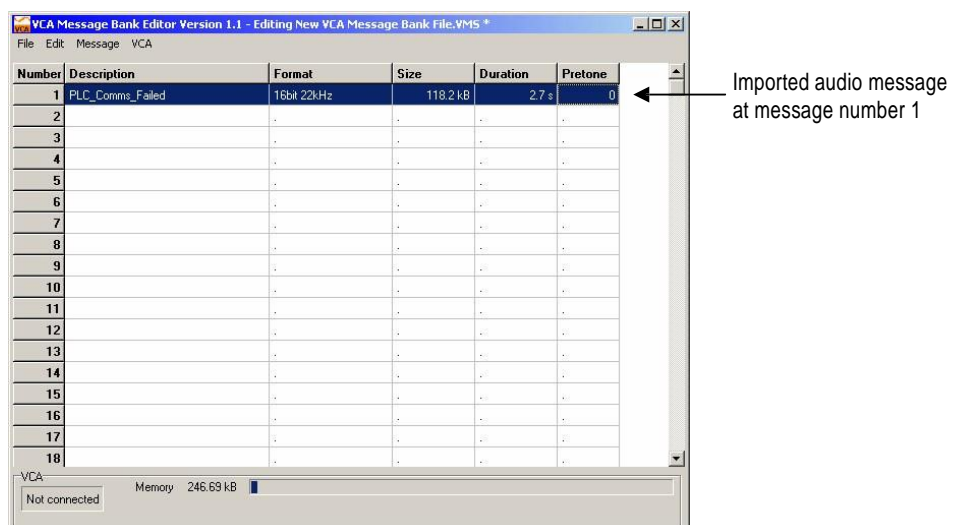 VCA Message Bank Editor Version 1.1 - Editing New VCA Message Bank File.VMS *
File Edit Message VCA
Number Description Format Size Duration Pretone
1 PLC_Comms_Failed 16bit 22kHz 118.2 kB 2.7 s 0
2 . . . .
3 . . . .
4 . . . .
5 . . . .
6 . . . .
7 . . . .
8 . . . .
9 . . . .
10 . . . .
11 . . . .
12 . . . .
13 . . . .
14 . . . .
15 . . . .
16 . . . .
17 . . . .
18 . . . .
VCA
Not connected Memory 246.69 kB
Imported audio message
at message number 1